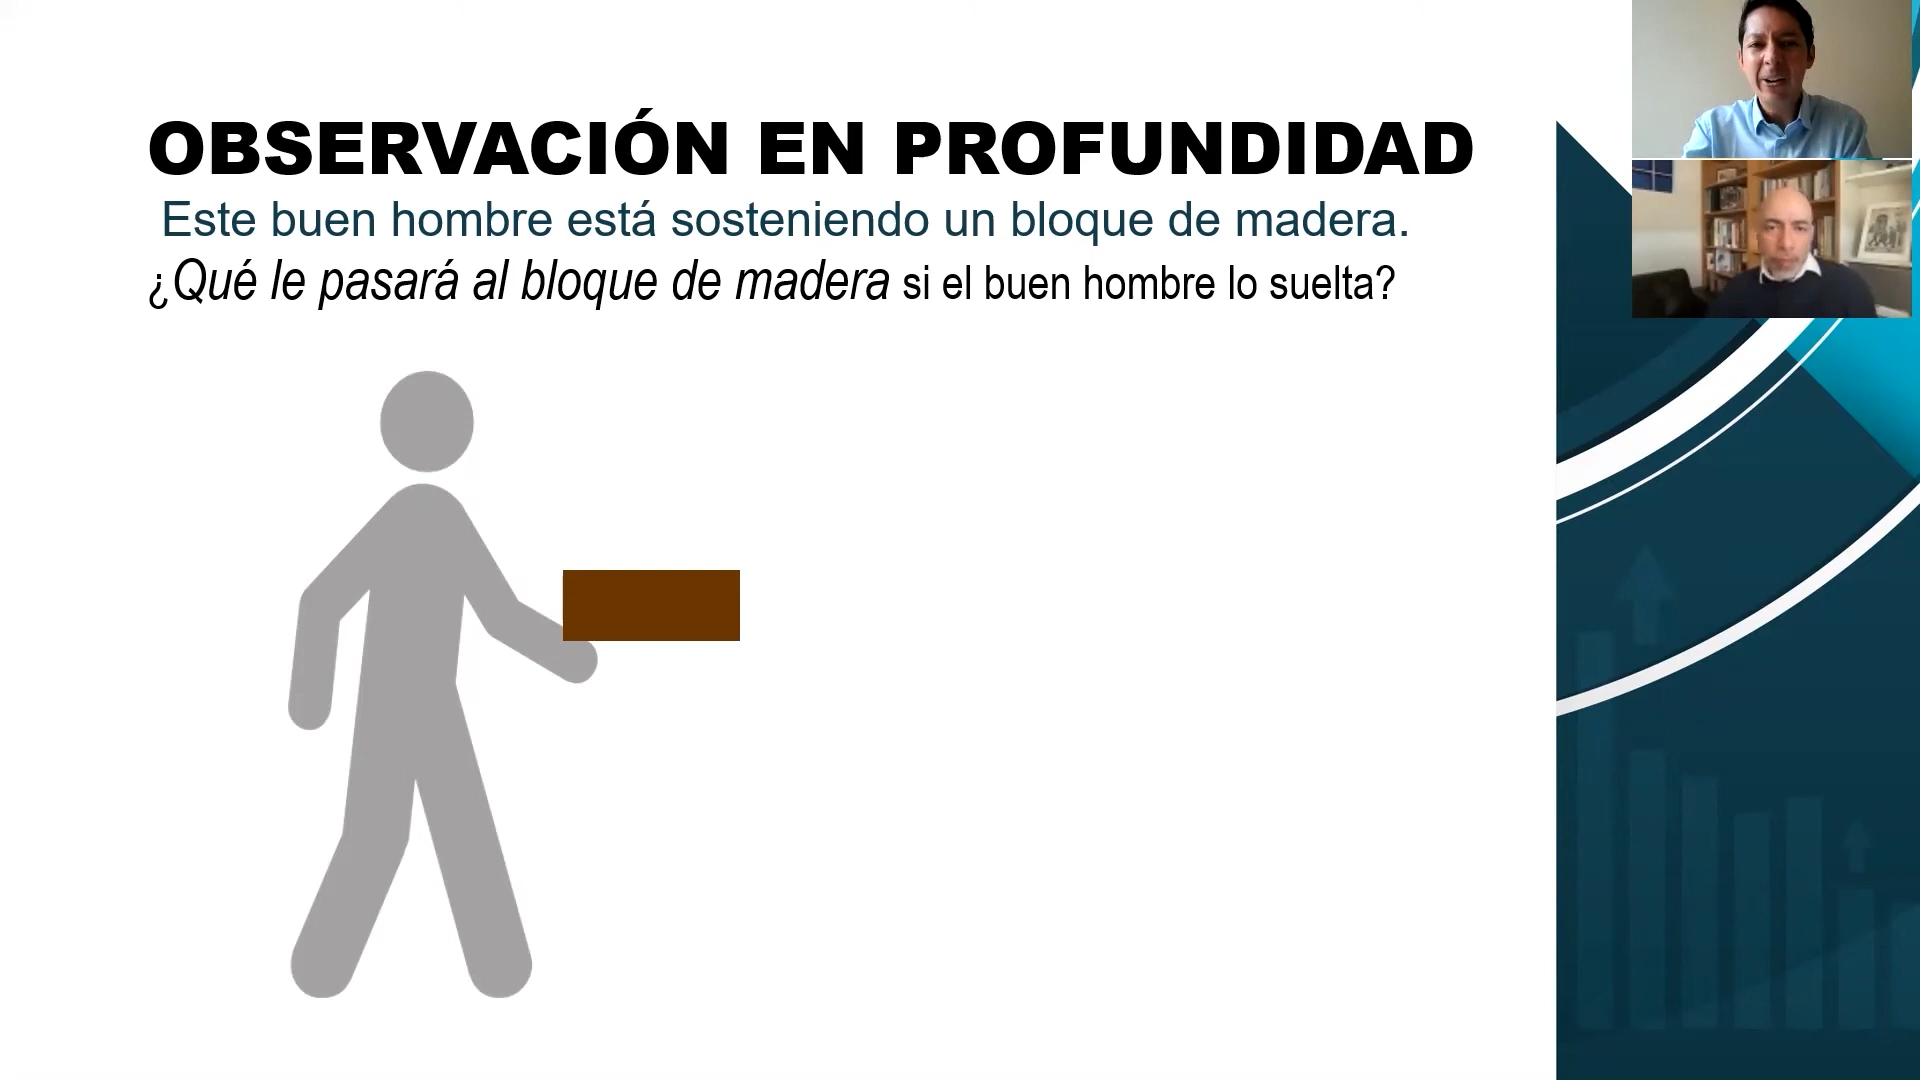 OBSERVACIÓN EN PROFUNDIDAD
Este buen hombre está sosteniendo un bloque de madera.
¿Qué le pasará al bloque de madera si el buen hombre lo suelta?